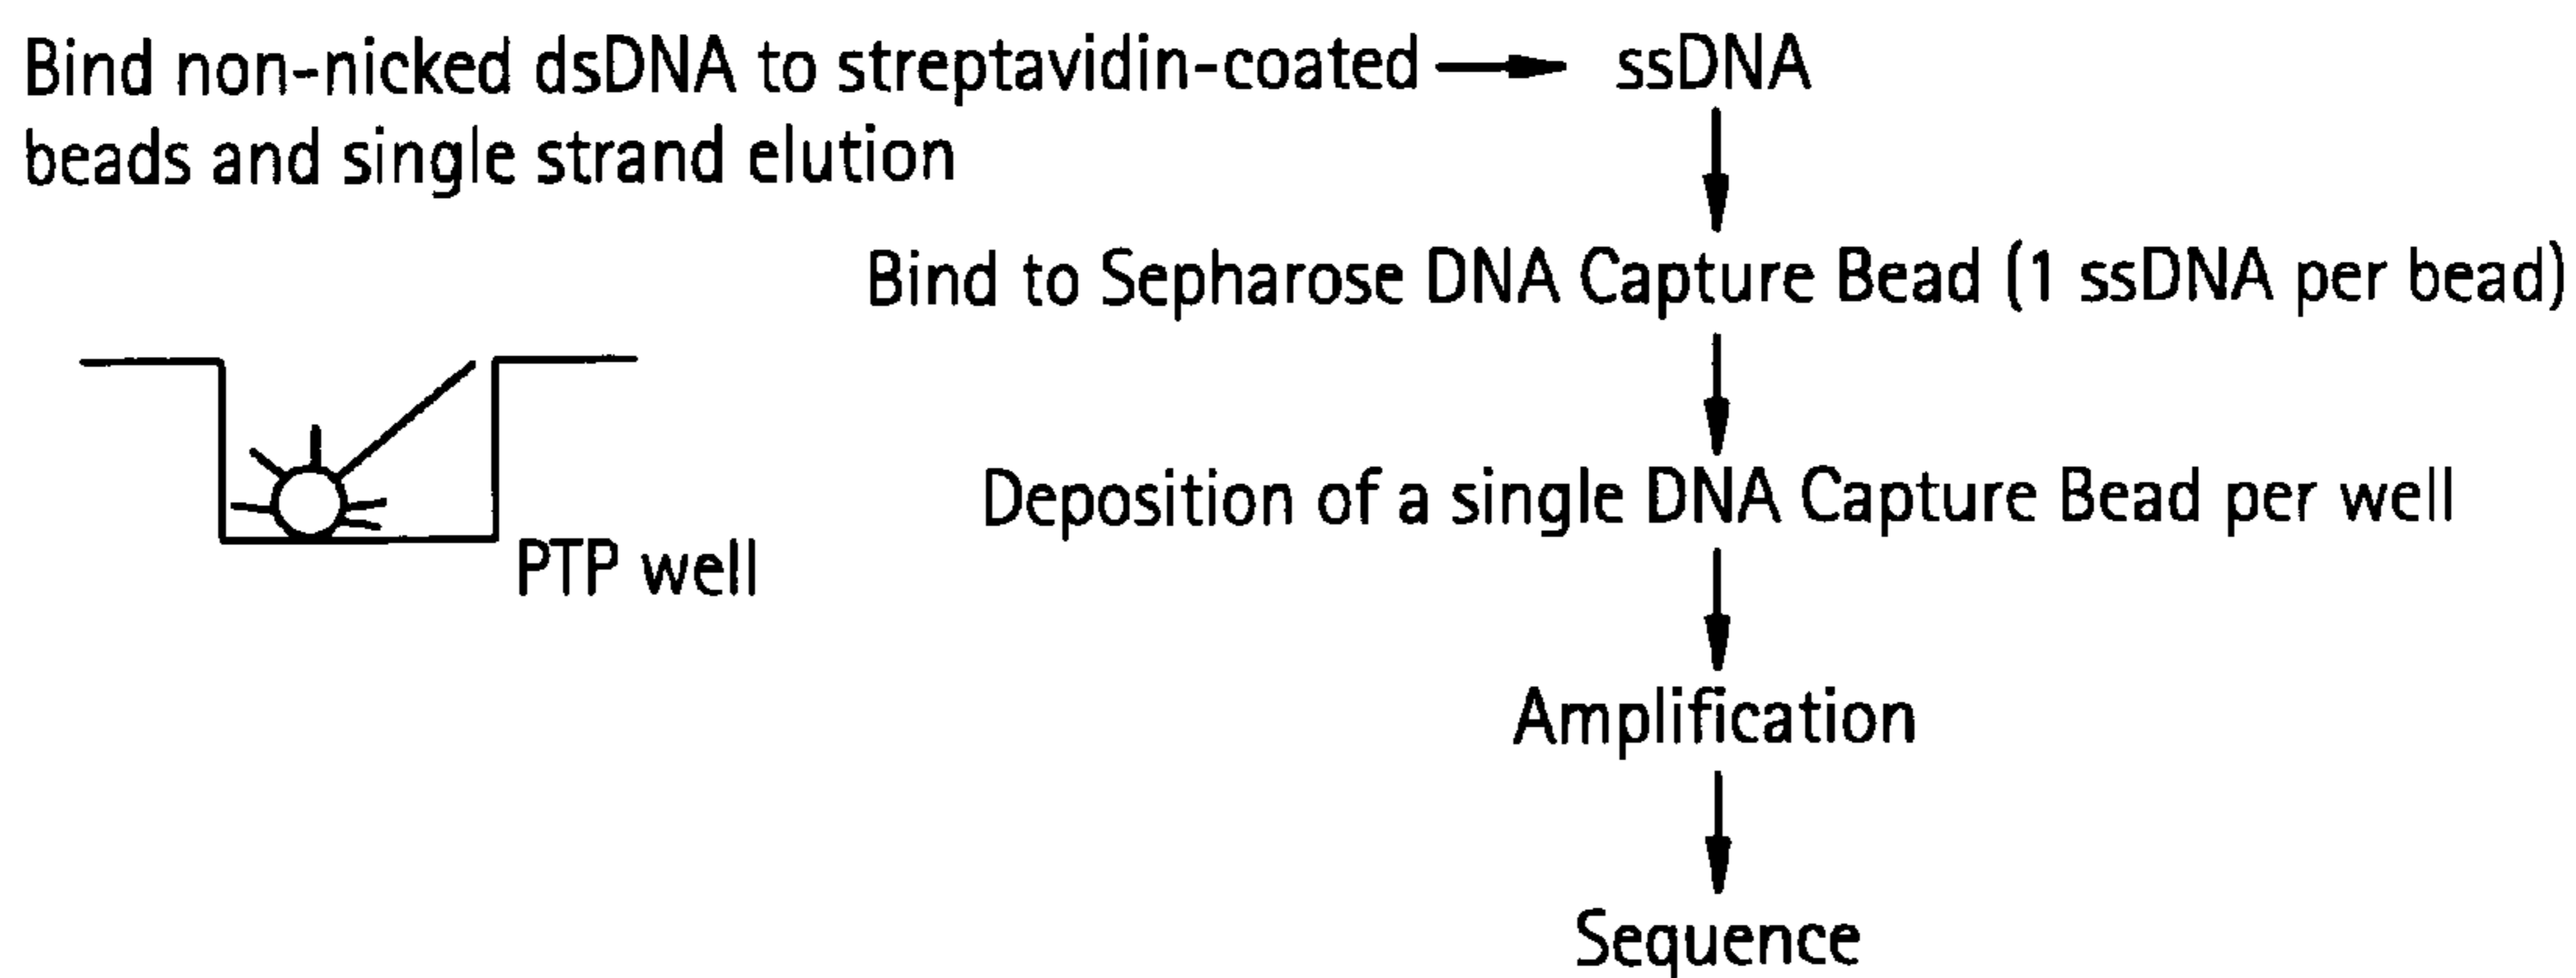 Bind non-nicked dsDNA to streptavidin-coated
beads and single strand elution
ssDNA
Bind to Sepharose DNA Capture Bead (1 ssDNA per bead)
Deposition of a single DNA Capture Bead per well
PTP well
Amplification
Sequence